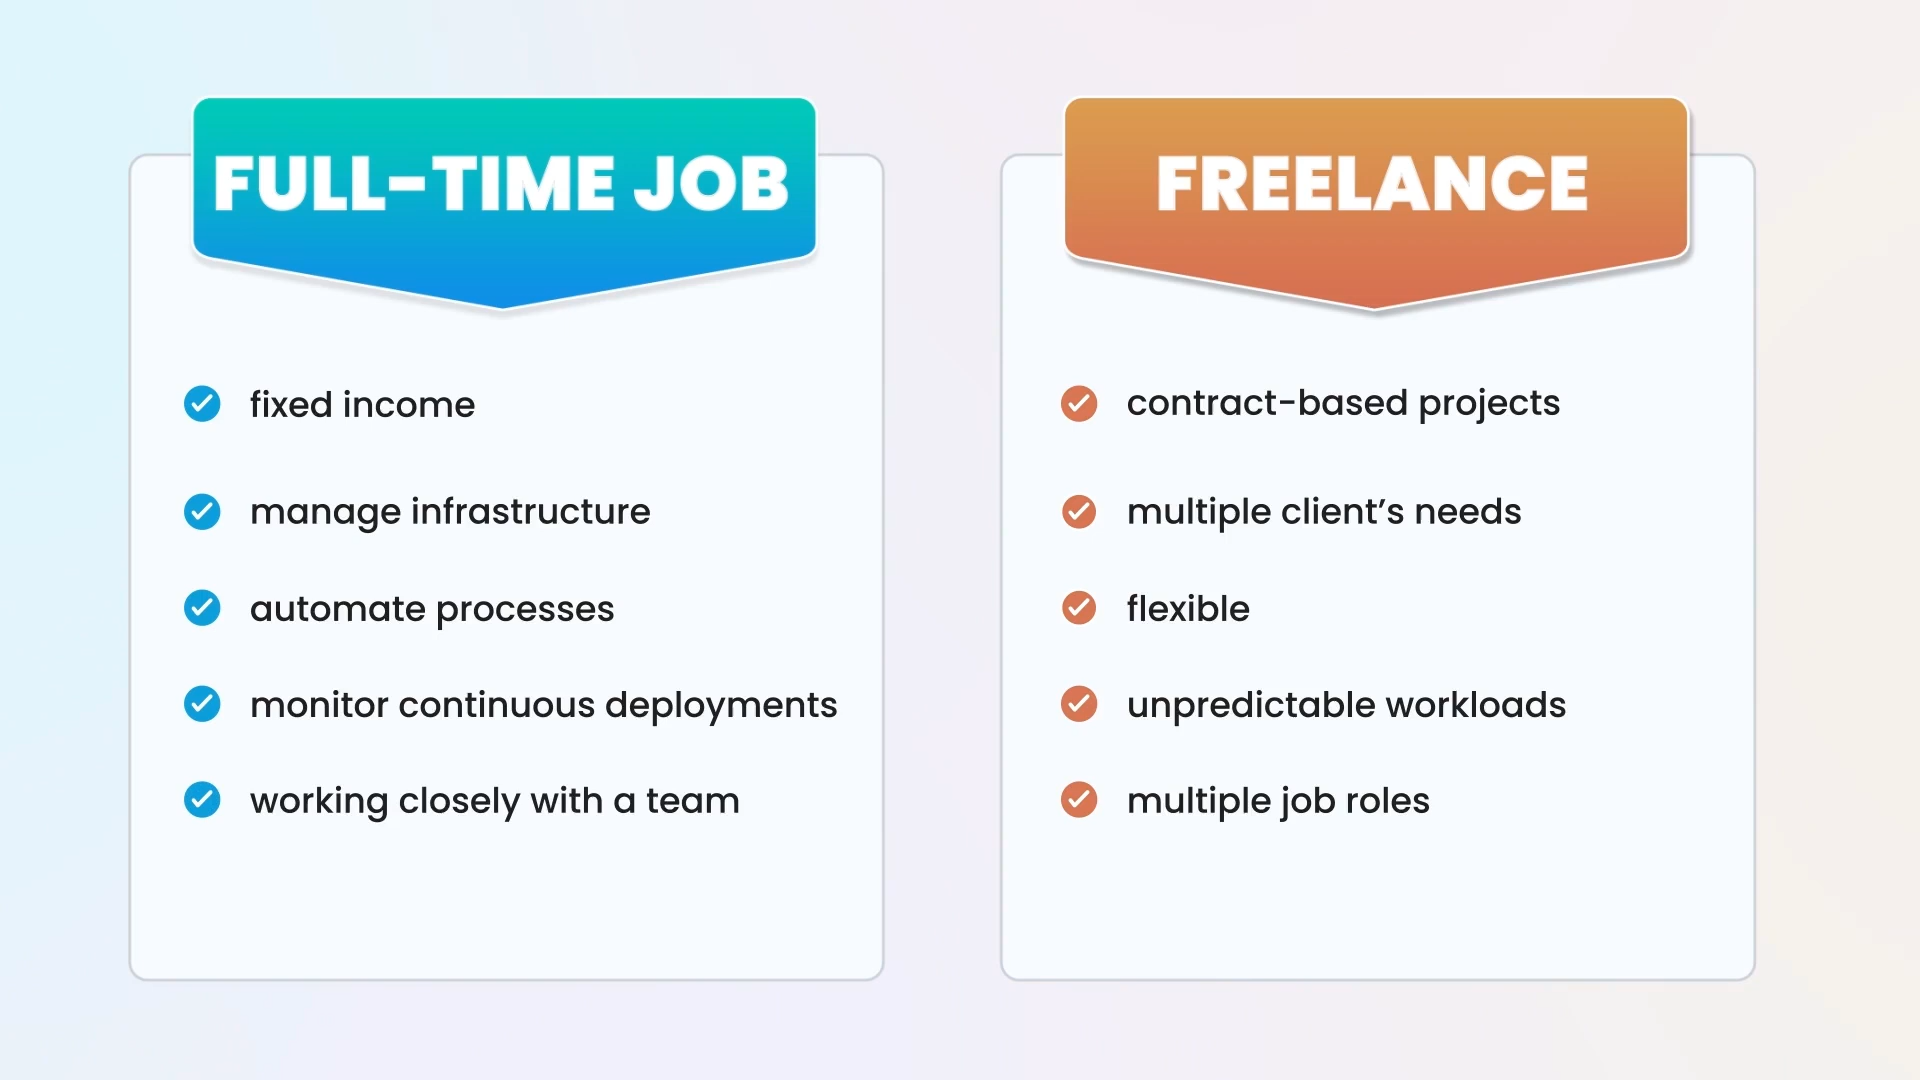 FULL-TIME JOB
fixed income
manage infrastructure
automate processes
monitor continuous deployments
working closely with a team
FREELANCE
contract-based projects
multiple client’s needs
flexible
unpredictable workloads
multiple job roles